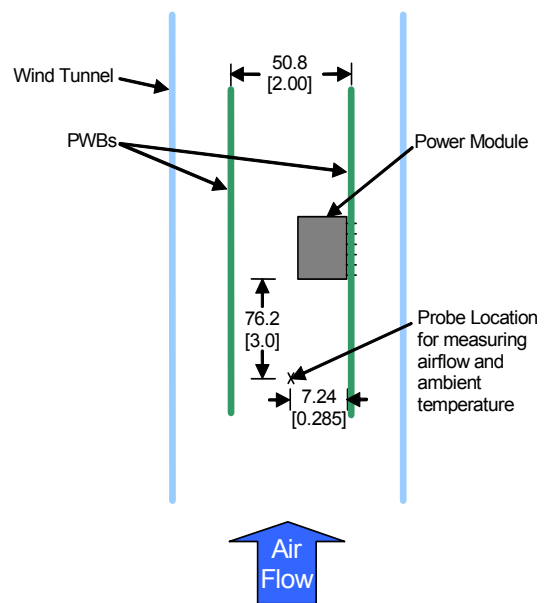 50.8
[2.00]
Wind Tunnel
PWBs
Power Module
76.2
[3.0]
Probe Location
for measuring
airflow and
ambient
temperature
x
7.24
[0.285]
Air
Flow